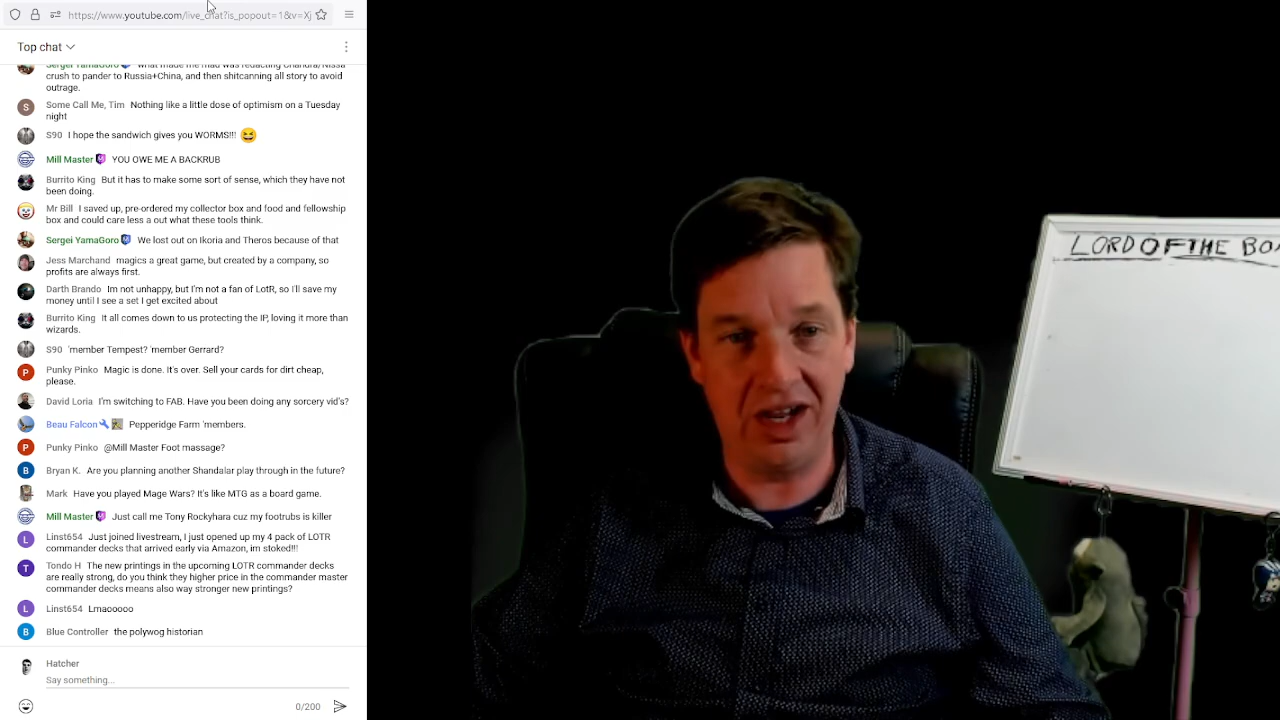 https://www.youtube.com/live_chat?is_popout=1&v=Xj
Top chat
Sergei YamaGoro what made me mad was redacting Chandra/Nissa
crush to pander to Russia+China, and then shitcanning all story to avoid
outrage.
S Some Call Me, Tim Nothing like a little dose of optimism on a Tuesday
night
S90 I hope the sandwich gives you WORMS!!! 😆
Mill Master YOU OWE ME A BACKRUB
Burrito King But it has to make some sort of sense, which they have not
been doing.
Mr Bill I saved up, pre-ordered my collector box and food and fellowship
box and could care less a out what these tools think.
Sergei YamaGoro We lost out on Ikoria and Theros because of that
Jess Marchand magics a great game, but created by a company, so
profits are always first.
Darth Brando Im not unhappy, but I'm not a fan of LotR, so I'll save my
money until I see a set I get excited about
Burrito King It all comes down to us protecting the IP, loving it more than
wizards.
S90 'member Tempest? 'member Gerrard?
P Punky Pinko Magic is done. It's over. Sell your cards for dirt cheap,
please.
David Loria I'm switching to FAB. Have you been doing any sorcery vid's?
Beau Falcon Pepperidge Farm 'members.
P Punky Pinko @Mill Master Foot massage?
B Bryan K. Are you planning another Shandalar play through in the future?
Mark Have you played Mage Wars? It's like MTG as a board game.
Mill Master Just call me Tony Rockyhara cuz my footrubs is killer
L Linst654 Just joined livestream, I just opened up my 4 pack of LOTR
commander decks that arrived early via Amazon, im stoked!!!
T Tondo H The new printings in the upcoming LOTR commander decks
are really strong, do you think they higher price in the commander master
commander decks means also way stronger new printings?
L Linst654 Lmaooooo
B Blue Controller the polywog historian
Hatcher
Say something...
0/200
LORD OF THE BOA